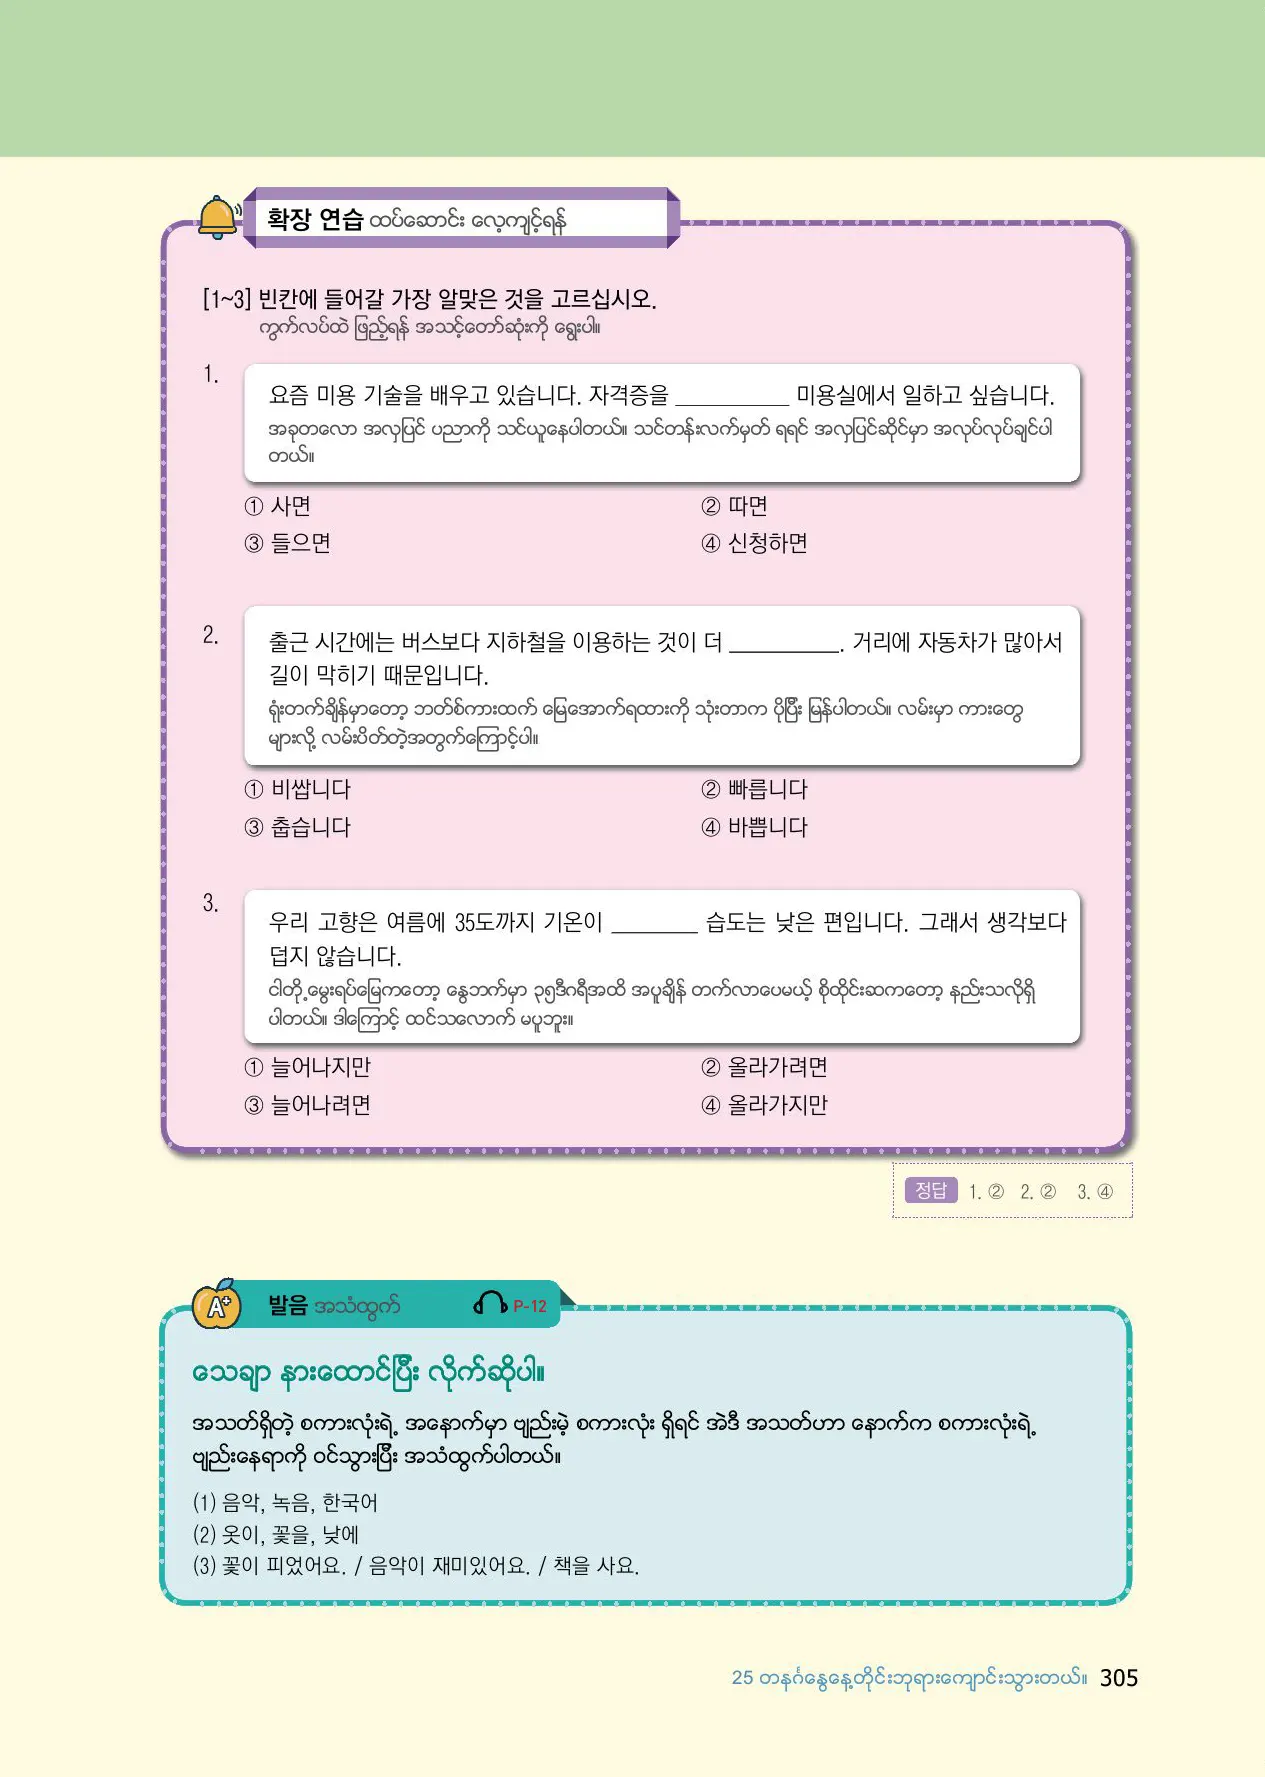 확장 연습 ထပ်ဆောင်း လေ့ကျင့်ရန်
[1~3] 빈칸에 들어갈 가장 알맞은 것을 고르십시오.
ကွက်လပ်ထဲ ဖြည့်ရန် အသင့်တော်ဆုံးကို ရွေးပါ။
1.
요즘 미용 기술을 배우고 있습니다. 자격증을 __________ 미용실에서 일하고 싶습니다.
အခုတလော အလှပြင် ပညာကို သင်ယူနေပါတယ်။ သင်တန်းလက်မှတ် ရရင် အလှပြင်ဆိုင်မှာ အလုပ်လုပ်ချင်ပါ
တယ်။
① 사면 ② 따면
③ 들으면 ④ 신청하면
2.
출근 시간에는 버스보다 지하철을 이용하는 것이 더 __________. 거리에 자동차가 많아서
길이 막히기 때문입니다.
ရုံးတက်ချိန်မှာတော့ ဘတ်စ်ကားထက် မြေအောက်ရထားကို သုံးတာက ပိုပြီး မြန်ပါတယ်။ လမ်းမှာ ကားတွေ
များလို့ လမ်းပိတ်တဲ့အတွက်ကြောင့်ပါ။
① 비쌉니다 ② 빠릅니다
③ 춥습니다 ④ 바쁩니다
3.
우리 고향은 여름에 35도까지 기온이 ________ 습도는 낮은 편입니다. 그래서 생각보다
덥지 않습니다.
ငါတို့မွေးရပ်မြေကတော့ နွေဘက်မှာ ၃၅ဒီဂရီအထိ အပူချိန် တက်လာပေမယ့် စိုထိုင်းဆကတော့ နည်းသလိုရှိ
ပါတယ်။ ဒါကြောင့် ထင်သလောက် မပူဘူး။
① 늘어나지만 ② 올라가려면
③ 늘어나려면 ④ 올라가지만
정답 1. ② 2. ② 3. ④
A+ 발음 အသံထွက် P-12
သေချာ နားထောင်ပြီး လိုက်ဆိုပါ။
အသတ်ရှိတဲ့ စကားလုံးရဲ့ အနောက်မှာ ဗျည်းမဲ့ စကားလုံး ရှိရင် အဲဒီ အသတ်ဟာ နောက်က စကားလုံးရဲ့
ဗျည်းနေရာကို ဝင်သွားပြီး အသံထွက်ပါတယ်။
(1) 음악, 녹음, 한국어
(2) 옷이, 꽃을, 낮에
(3) 꽃이 피었어요. / 음악이 재미있어요. / 책을 사요.
25 တနင်္ဂနွေနေ့တိုင်းဘုရားကျောင်းသွားတယ်။ 305